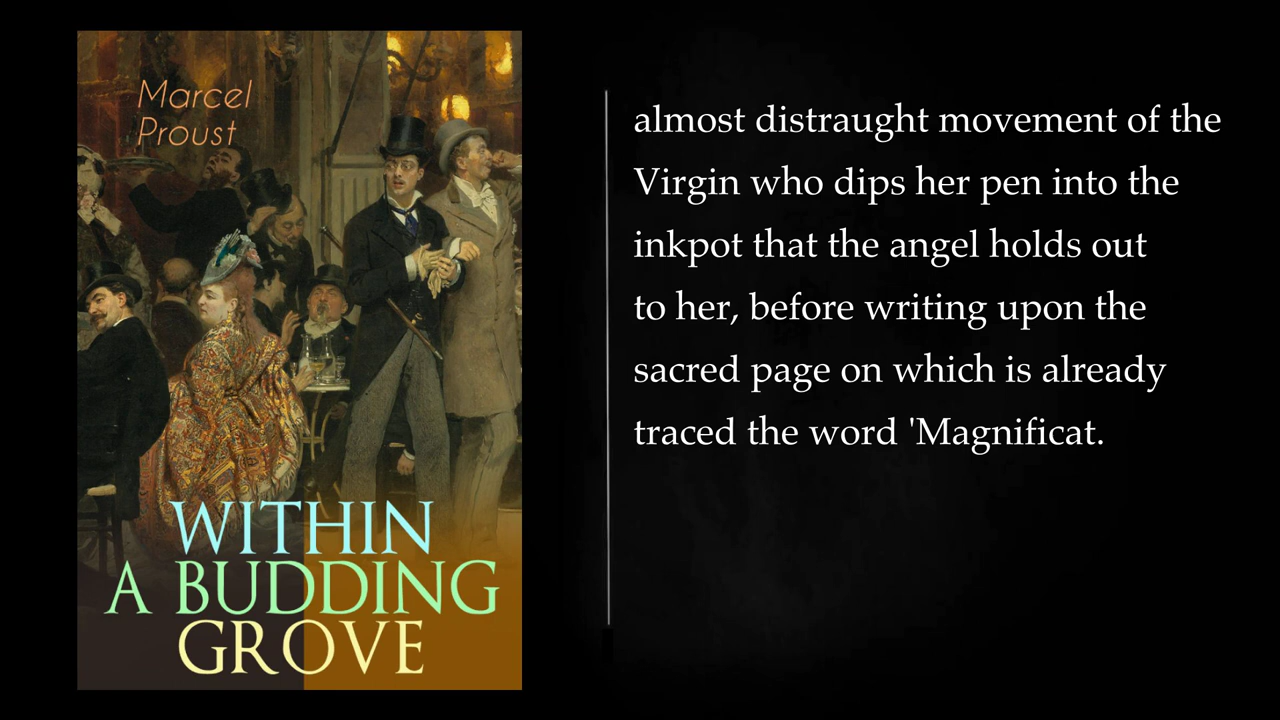 Marcel
Proust
WITHIN
A BUDDING
GROVE
almost distraught movement of the
Virgin who dips her pen into the
inkpot that the angel holds out
to her, before writing upon the
sacred page on which is already
traced the word 'Magnificat.